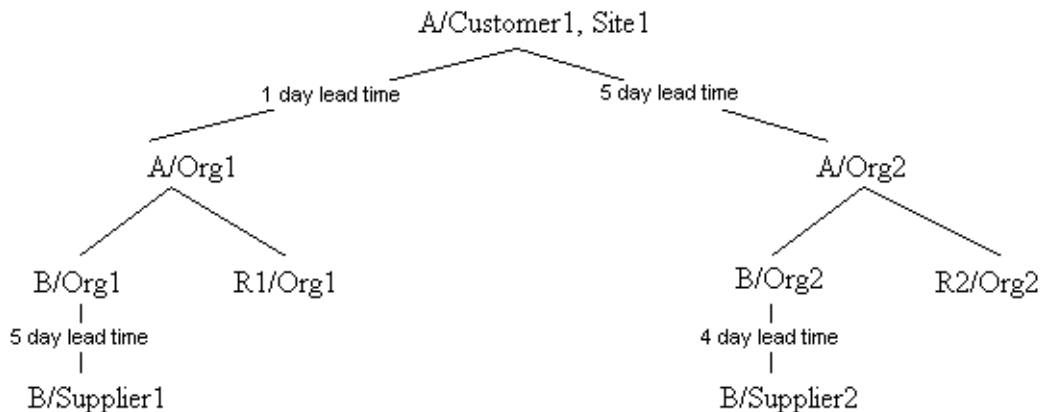 A/Customer1, Site1
1 day lead time 5 day lead time
A/Org1 A/Org2
B/Org1 R1/Org1 B/Org2 R2/Org2
5 day lead time 4 day lead time
B/Supplier1 B/Supplier2